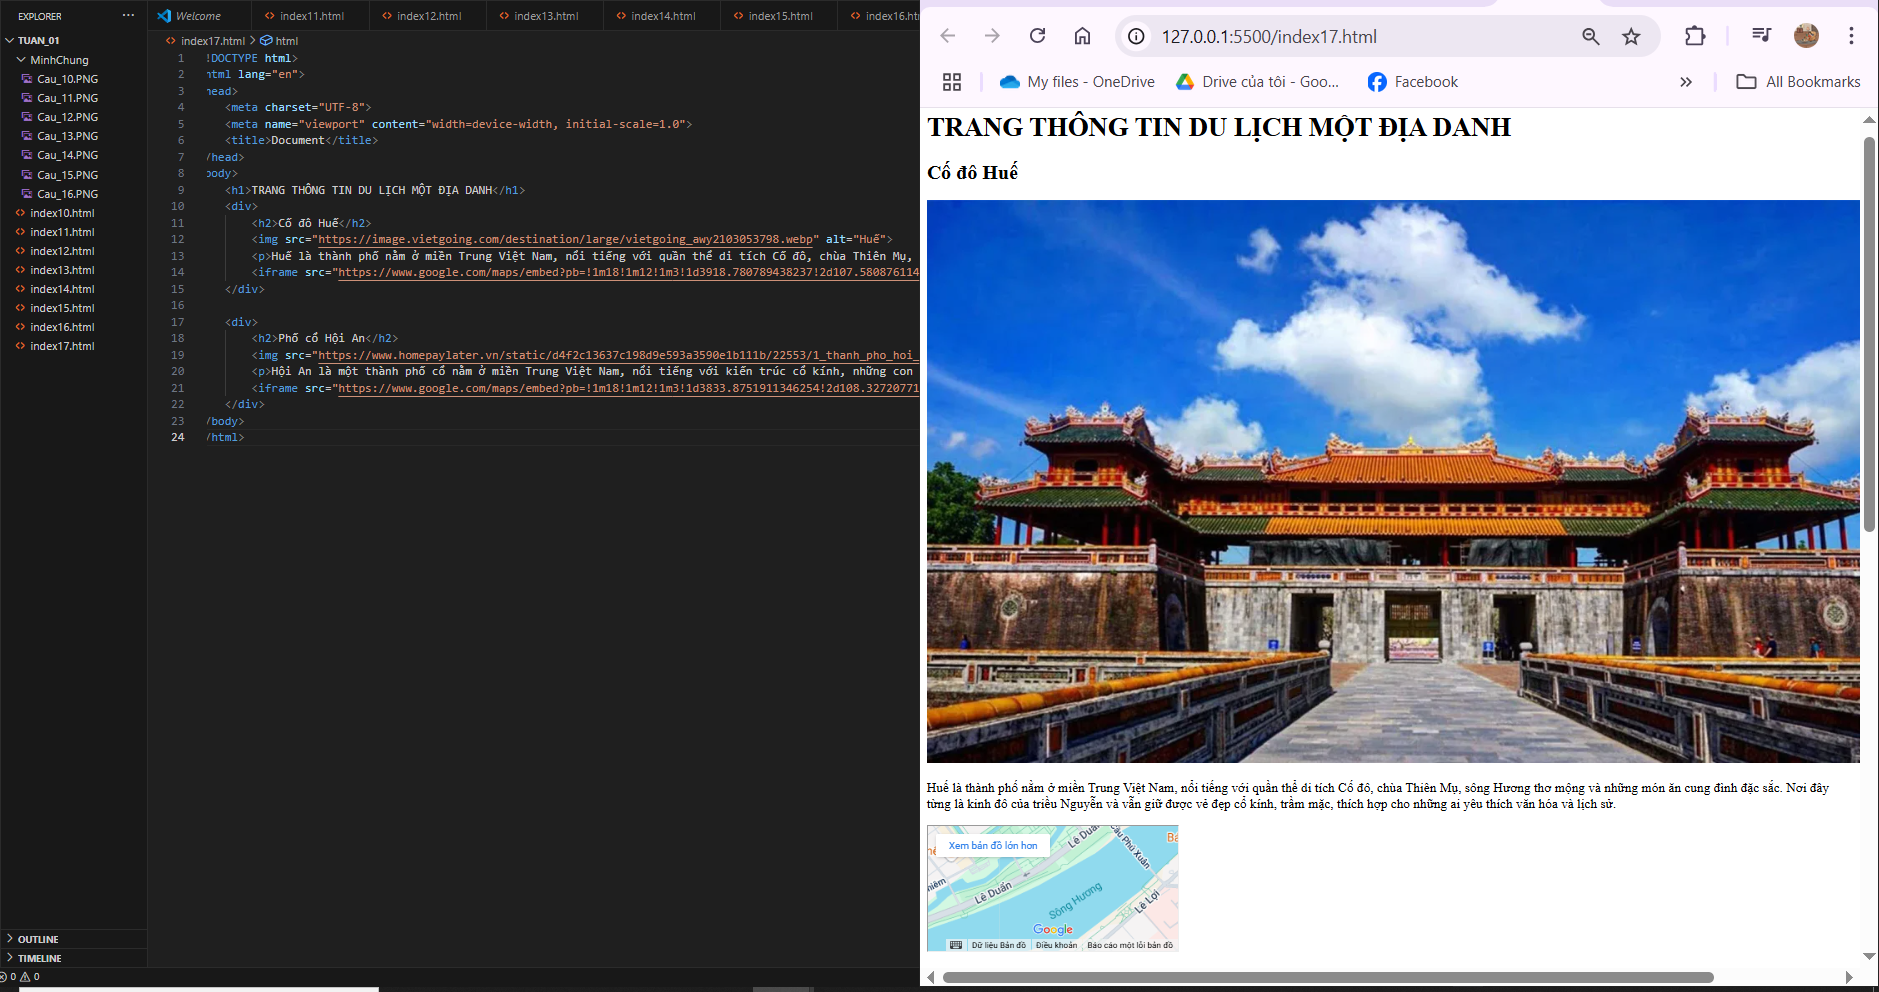 EXPLORER ···
TUAN_01
MinhChung
Cau_10.PNG
Cau_11.PNG
Cau_12.PNG
Cau_13.PNG
Cau_14.PNG
Cau_15.PNG
Cau_16.PNG
index10.html
index11.html
index12.html
index13.html
index14.html
index15.html
index16.html
index17.html
OUTLINE
TIMELINE
0 0
Welcome index11.html index12.html index13.html index14.html index15.html index16.ht
index17.html > html
1 !DOCTYPE html>
2 html lang="en">
3 head>
4 <meta charset="UTF-8">
5 <meta name="viewport" content="width=device-width, initial-scale=1.0">
6 <title>Document</title>
7 /head>
8 body>
9 <h1>TRANG THÔNG TIN DU LỊCH MỘT ĐỊA DANH</h1>
10 <div>
11 <h2>Cố đô Huế</h2>
12 <img src="https://image.vietgoing.com/destination/large/vietgoing_awy2103053798.webp" alt="Huế">
13 <p>Huế là thành phố nằm ở miền Trung Việt Nam, nổi tiếng với quần thể di tích Cố đô, chùa Thiên Mụ,
14 <iframe src="https://www.google.com/maps/embed?pb=!1m18!1m12!1m3!1d3918.780789438237!2d107.580876114
15 </div>
16
17 <div>
18 <h2>Phố cổ Hội An</h2>
19 <img src="https://www.homepaylater.vn/static/d4f2c13637c198d9e593a3590e1b111b/22553/1_thanh_pho_hoi_
20 <p>Hội An là một thành phố cổ nằm ở miền Trung Việt Nam, nổi tiếng với kiến trúc cổ kính, những con
21 <iframe src="https://www.google.com/maps/embed?pb=!1m18!1m12!1m3!1d3833.8751911346254!2d108.32720771
22 </div>
23 /body>
24 /html>
127.0.0.1:5500/index17.html
My files - OneDrive Drive của tôi - Goo... Facebook » All Bookmarks
TRANG THÔNG TIN DU LỊCH MỘT ĐỊA DANH
Cố đô Huế
Huế là thành phố nằm ở miền Trung Việt Nam, nổi tiếng với quần thể di tích Cố đô, chùa Thiên Mụ, sông Hương thơ mộng và những món ăn cung đình đặc sắc. Nơi đây
từng là kinh đô của triều Nguyễn và vẫn giữ được vẻ đẹp cổ kính, trầm mặc, thích hợp cho những ai yêu thích văn hóa và lịch sử.
Xem bản đồ lớn hơn
Lê Duẩn
Cầu Phú Xuân
Lê Duẩn
Sông Hương
Lê Lợi
Google
Dữ liệu Bản đồ Điều khoản Báo cáo một lỗi bản đồ